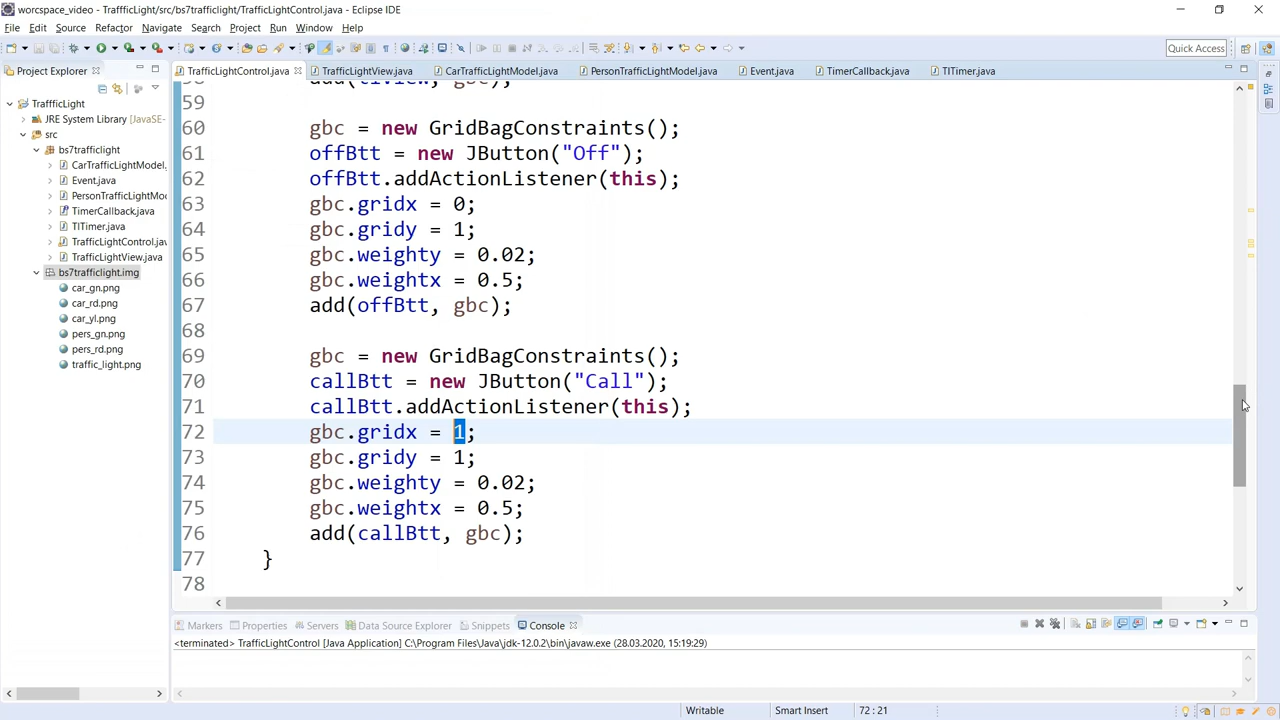 worcspace_video - TraffficLight/src/bs7trafficlight/TrafficLightControl.java - Eclipse IDE
File Edit Source Refactor Navigate Search Project Run Window Help
Quick Access
Project Explorer
TrafficLightControl.java TrafficLightView.java CarTrafficLightModel.java PersonTrafficLightModel.java Event.java TimerCallback.java TlTimer.java
TraffficLight
JRE System Library [JavaSE-
src
bs7trafficlight
CarTrafficLightModel.
Event.java
PersonTrafficLightMo
TimerCallback.java
TlTimer.java
TrafficLightControl.jav
TrafficLightView.java
bs7trafficlight.img
car_gn.png
car_rd.png
car_yl.png
pers_gn.png
pers_rd.png
traffic_light.png
59
60 gbc = new GridBagConstraints();
61 offBtt = new JButton("Off");
62 offBtt.addActionListener(this);
63 gbc.gridx = 0;
64 gbc.gridy = 1;
65 gbc.weighty = 0.02;
66 gbc.weightx = 0.5;
67 add(offBtt, gbc);
68
69 gbc = new GridBagConstraints();
70 callBtt = new JButton("Call");
71 callBtt.addActionListener(this);
72 gbc.gridx = 1;
73 gbc.gridy = 1;
74 gbc.weighty = 0.02;
75 gbc.weightx = 0.5;
76 add(callBtt, gbc);
77 }
78
Markers Properties Servers Data Source Explorer Snippets Console
<terminated> TrafficLightControl [Java Application] C:\Program Files\Java\jdk-12.0.2\bin\javaw.exe (28.03.2020, 15:19:29)
Writable Smart Insert 72 : 21